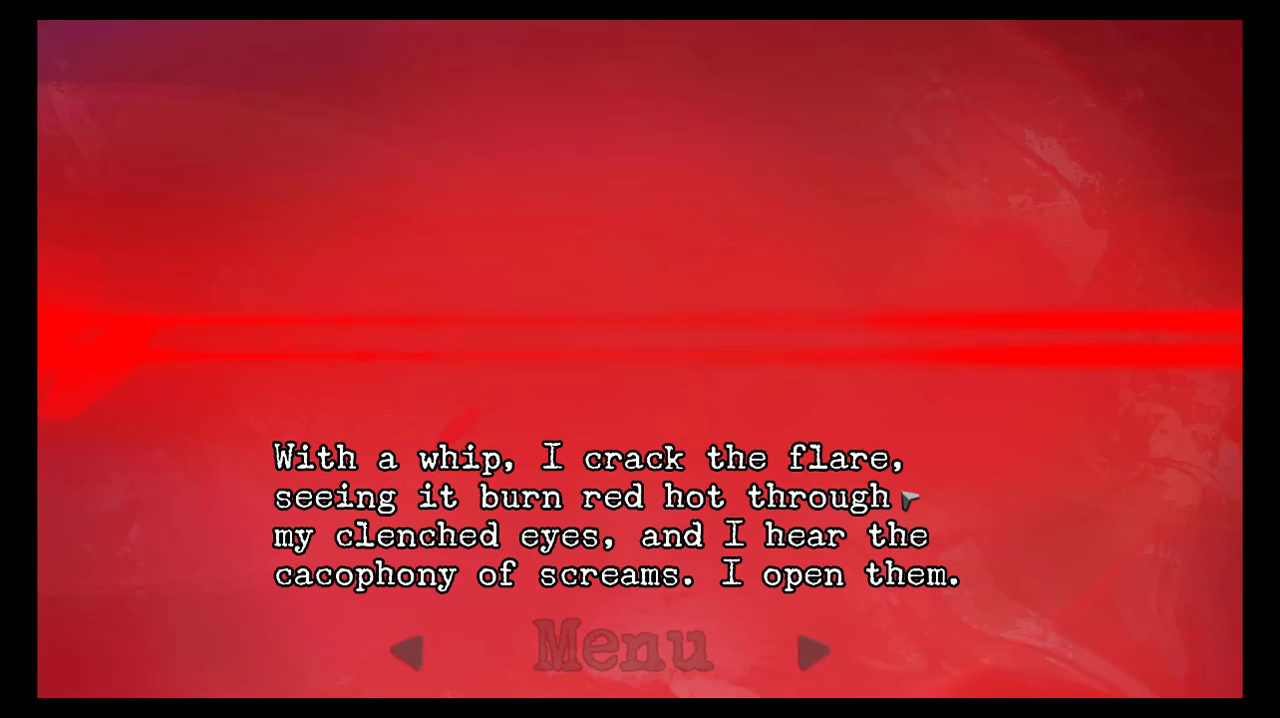 With a whip, I crack the flare,
seeing it burn red hot through
my clenched eyes, and I hear the
cacophony of screams. I open them.
Menu